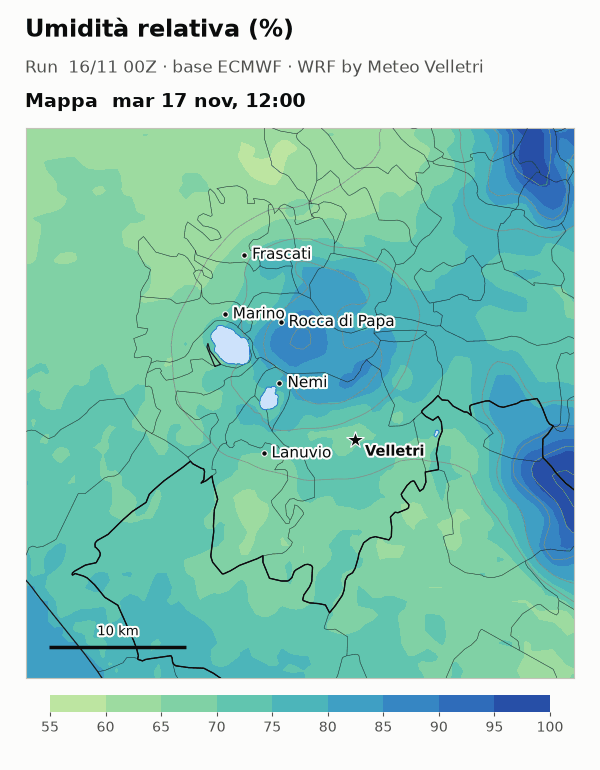 Umidità relativa (%)
Run  16/11 00Z · base ECMWF · WRF by Meteo Velletri
Mappa  mar 17 nov, 12:00
Frascati
Marino
Rocca di Papa
Nemi
Velletri
Lanuvio
10 km
55 60 65 70 75 80 85 90 95 100